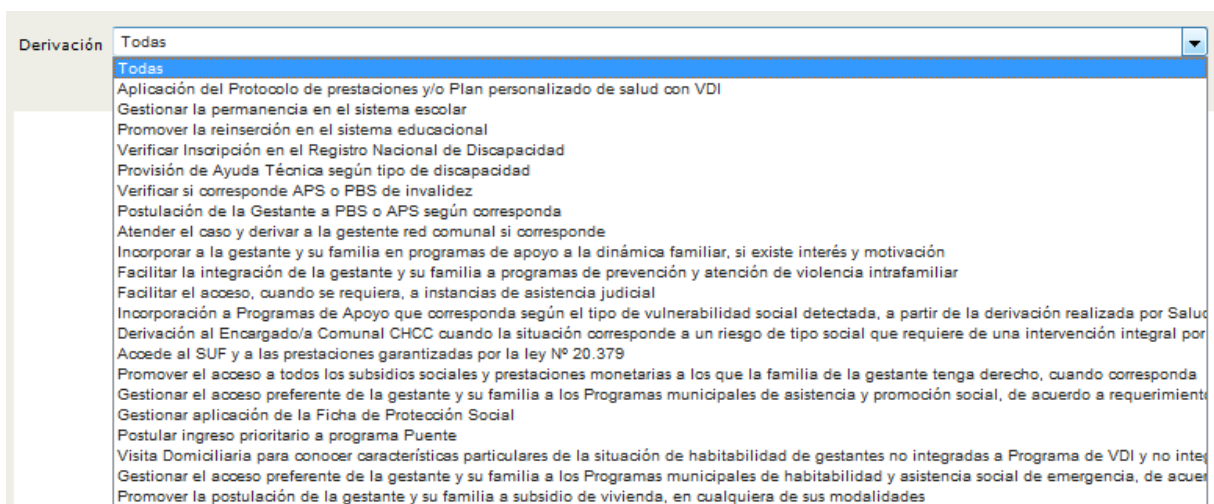 Derivación Todas
Todas
Aplicación del Protocolo de prestaciones y/o Plan personalizado de salud con VDI
Gestionar la permanencia en el sistema escolar
Promover la reinserción en el sistema educacional
Verificar Inscripción en el Registro Nacional de Discapacidad
Provisión de Ayuda Técnica según tipo de discapacidad
Verificar si corresponde APS o PBS de invalidez
Postulación de la Gestante a PBS o APS según corresponda
Atender el caso y derivar a la gestente red comunal si corresponde
Incorporar a la gestante y su familia en programas de apoyo a la dinámica familiar, si existe interés y motivación
Facilitar la integración de la gestante y su familia a programas de prevención y atención de violencia intrafamiliar
Facilitar el acceso, cuando se requiera, a instancias de asistencia judicial
Incorporación a Programas de Apoyo que corresponda según el tipo de vulnerabilidad social detectada, a partir de la derivación realizada por Salud
Derivación al Encargado/a Comunal CHCC cuando la situación corresponde a un riesgo de tipo social que requiere de una intervención integral por
Accede al SUF y a las prestaciones garantizadas por la ley Nº 20.379
Promover el acceso a todos los subsidios sociales y prestaciones monetarias a los que la familia de la gestante tenga derecho, cuando corresponda
Gestionar el acceso preferente de la gestante y su familia a los Programas municipales de asistencia y promoción social, de acuerdo a requerimiento
Gestionar aplicación de la Ficha de Protección Social
Postular ingreso prioritario a programa Puente
Visita Domiciliaria para conocer características particulares de la situación de habitabilidad de gestantes no integradas a Programa de VDI y no inte
Gestionar el acceso preferente de la gestante y su familia a los Programas municipales de habitabilidad y asistencia social de emergencia, de acuer
Promover la postulación de la gestante y su familia a subsidio de vivienda, en cualquiera de sus modalidades